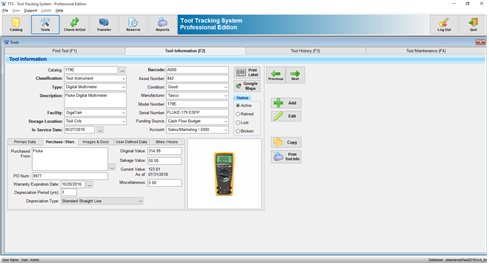 TTS - Tool Tracking System - Professional Edition
File View Support Labels Help
Catalog Tools Check In/Out Transfer Reserve Reports Tool Tracking System Professional Edition Log Out Quit
Tools
Find Tool (F1) Tool Information (F2) Tool History (F3) Tool Maintenance (F4)
Tool Information
Catalog: 179E ... Barcode: A000 Print Label Previous Next
Classification: Test Instrument Asset Number: 842
Type: Digital Multimeter Condition: Good Google Maps
Description: Fluke Digital Multimeter Manufacturer: Tasco
Model Number: 179E Status
Facility: GigaTrak Serial Number: FLUKE-179 ESFP Active Add
Storage Location: Tool Crib Funding Source: Cash Flow Budget Retired
In Service Date: 05/27/2016 ... Account: Sales/Marketing / 5000 Lost Edit
Broken
Primary Data Purchase / Warr. Images & Docs User Defined Data Miles / Hours Copy
Purchased From: Fluke Original Value: 314.99
Salvage Value: 50.00 Print Tool Info
Current Value: 123.61
As of: 07/31/2018
PO Num: 8977 Miscellaneous: 5.00
Warranty Expiration Date: 10/20/2016 ...
Depreciation Period (yrs): 3
Depreciation Type: Standard Straight Line